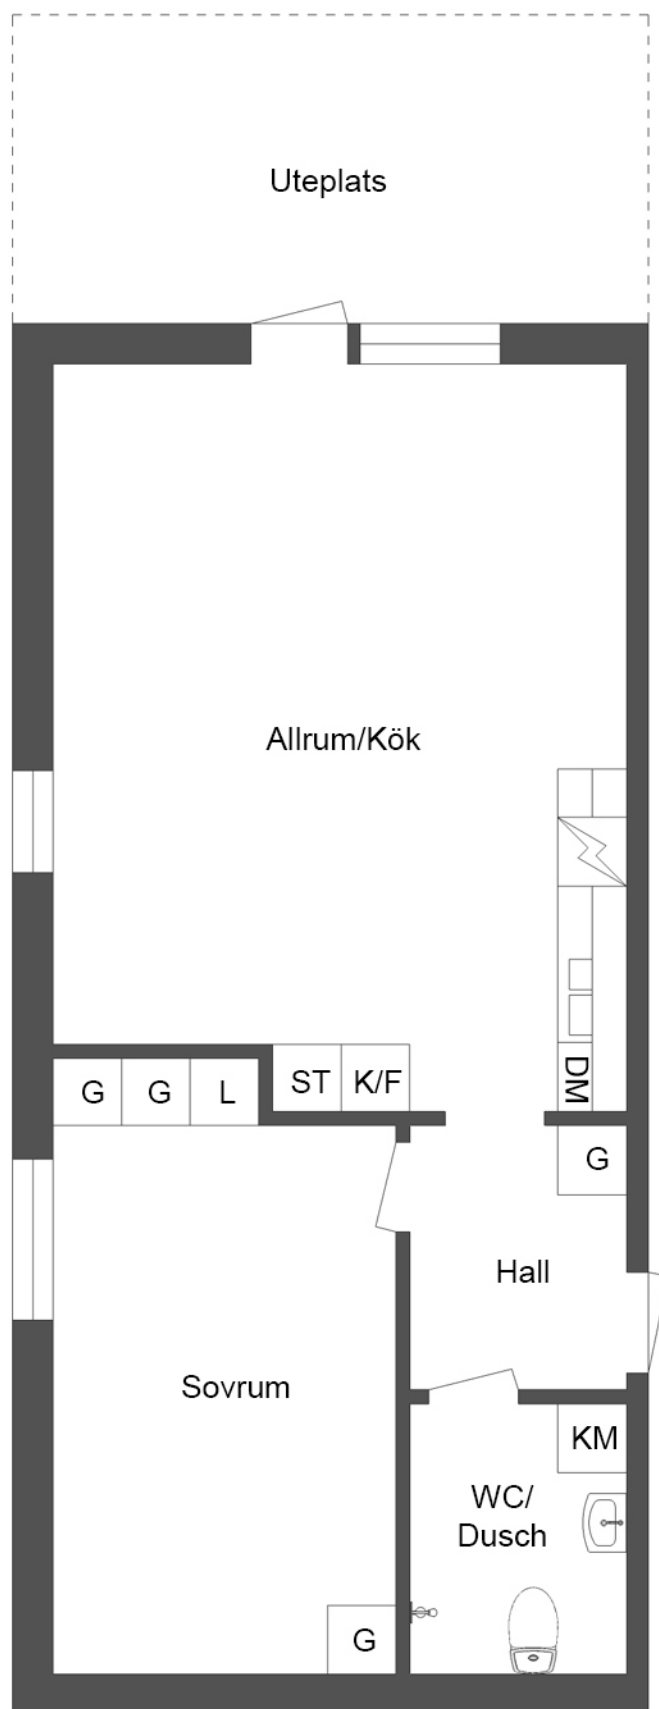 Uteplats
Allrum/Kök
DM
ST K/F
G G L
G
Hall
Sovrum
KM
WC/
Dusch
G